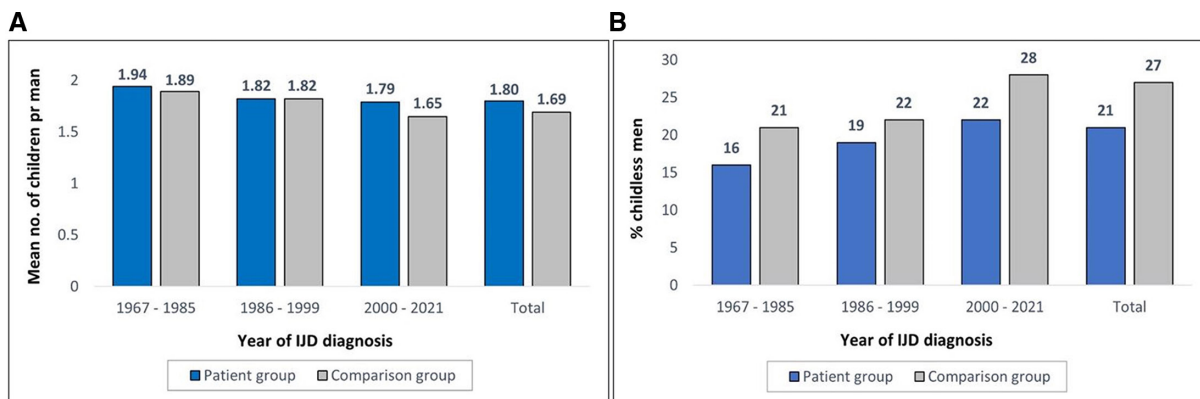 A
Mean no. of children pr man
2
1.5
1
0.5
0
1.94
1.89
1.82
1.82
1.79
1.65
1.80
1.69
1967 - 1985
1986 - 1999
2000 - 2021
Total
Year of IJD diagnosis
Patient group
Comparison group
B
% childless men
30
25
20
15
10
5
0
16
21
19
22
22
28
21
27
1967 - 1985
1986 - 1999
2000 - 2021
Total
Year of IJD diagnosis
Patient group
Comparison group